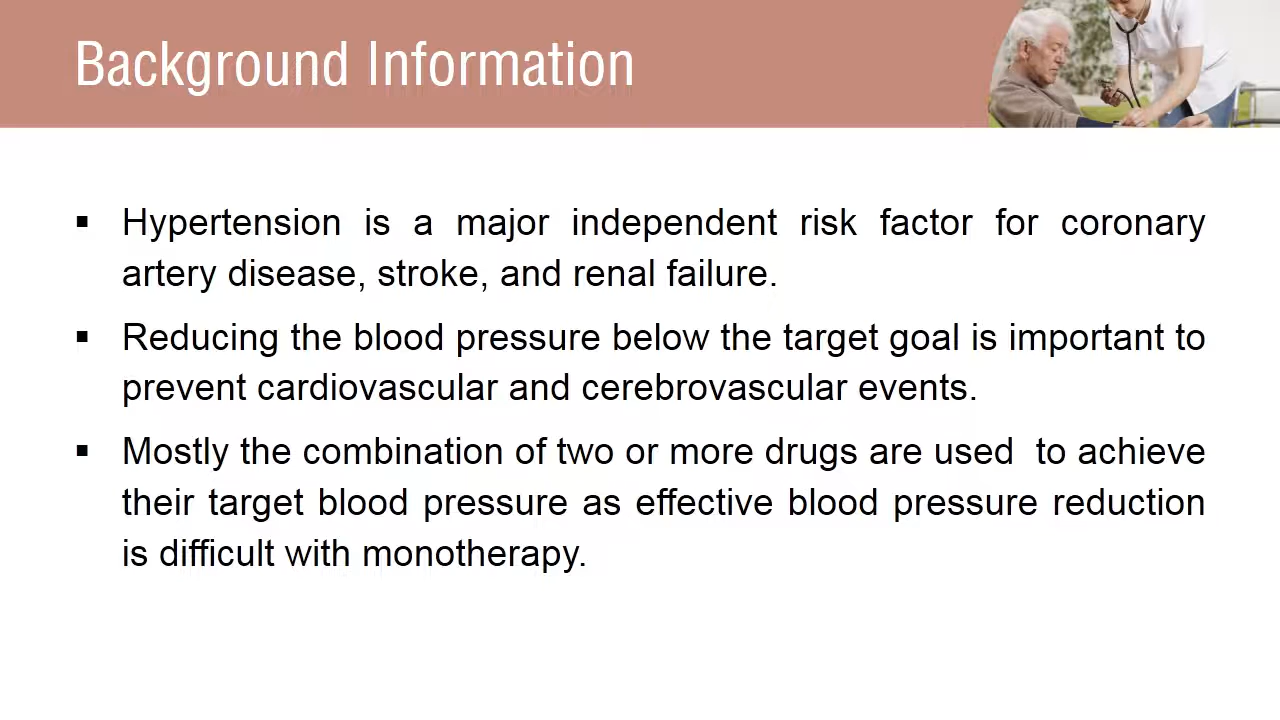 Background Information
▪ Hypertension is a major independent risk factor for coronary
artery disease, stroke, and renal failure.
▪ Reducing the blood pressure below the target goal is important to
prevent cardiovascular and cerebrovascular events.
▪ Mostly the combination of two or more drugs are used  to achieve
their target blood pressure as effective blood pressure reduction
is difficult with monotherapy.